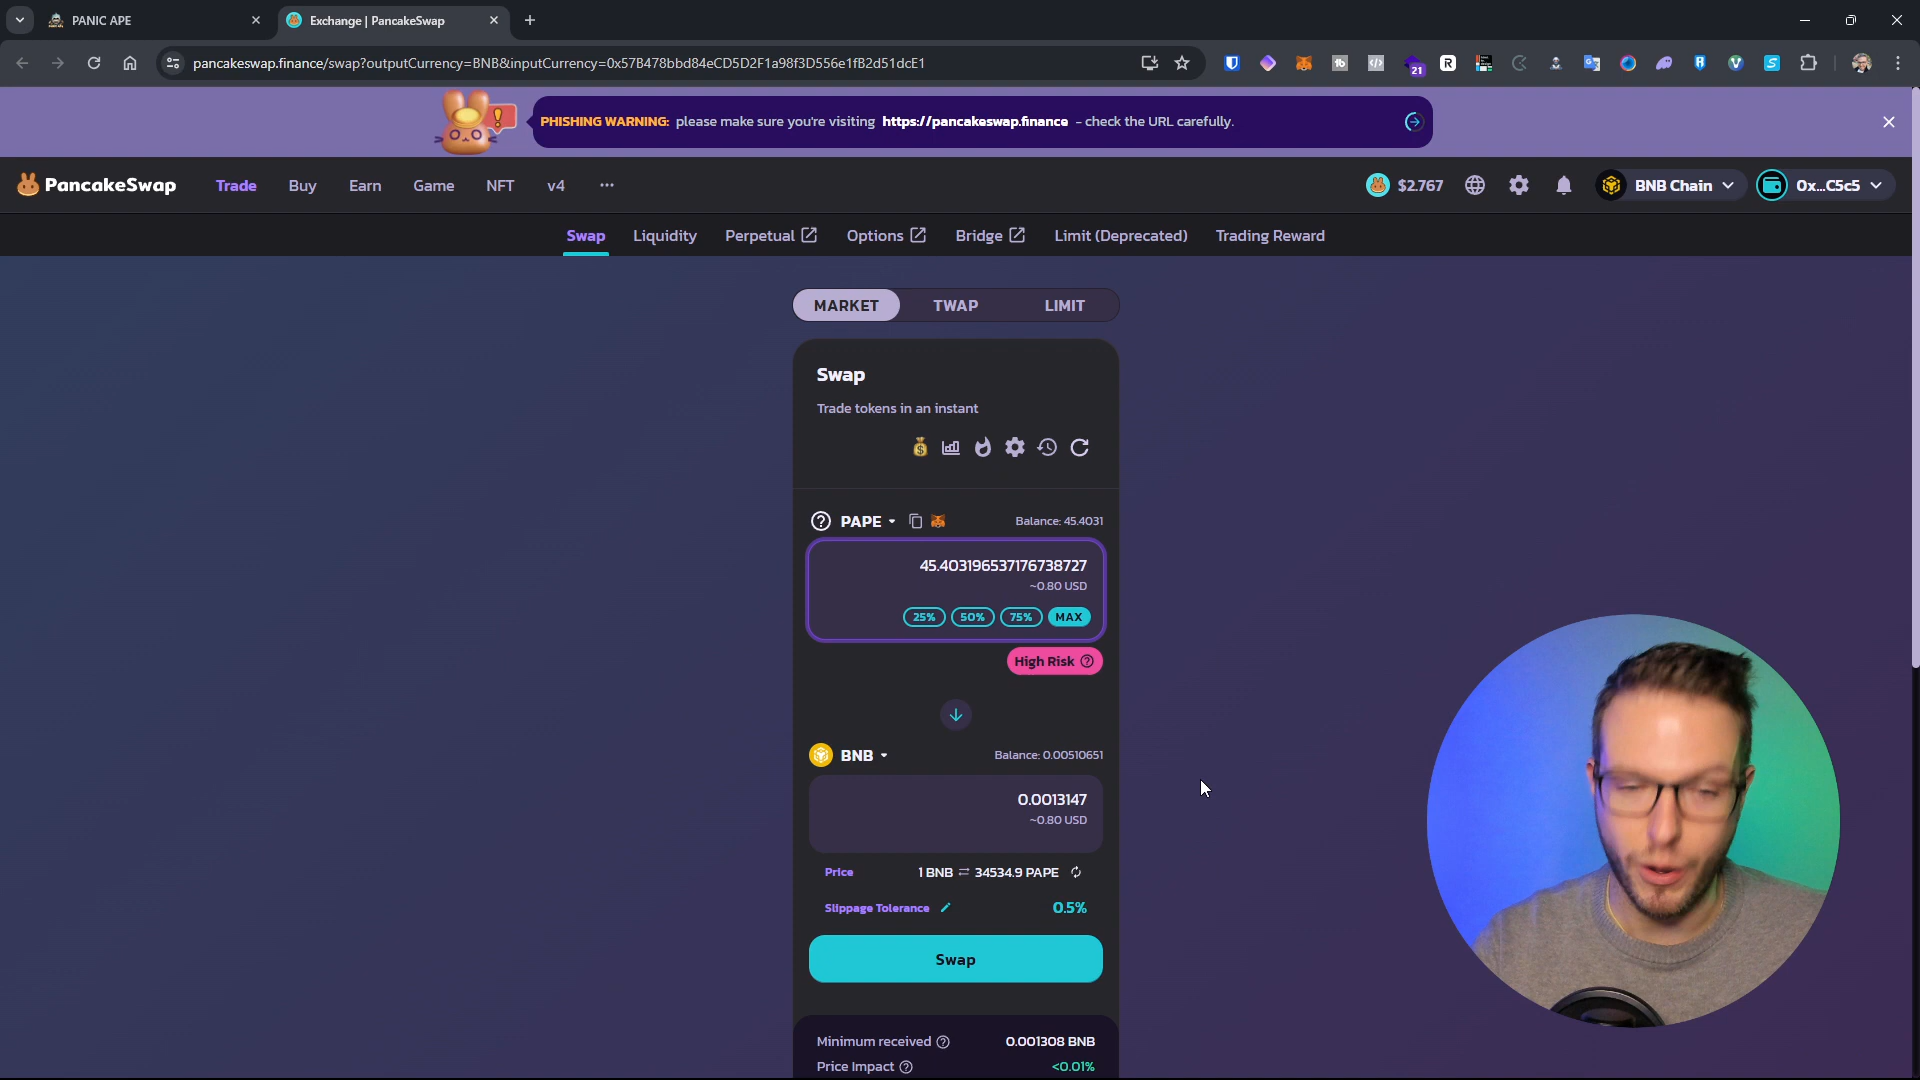 PANIC APE
Exchange | PancakeSwap
pancakeswap.finance/swap?outputCurrency=BNB&inputCurrency=0x57B478bbd84eCD5D2F1a98f3D556e1fB2d51dcE1
21
PHISHING WARNING: please make sure you're visiting https://pancakeswap.finance - check the URL carefully.
PancakeSwap Trade Buy Earn Game NFT v4 ··· $2.767 BNB Chain 0x...C5c5
Swap Liquidity Perpetual Options Bridge Limit (Deprecated) Trading Reward
MARKET TWAP LIMIT
Swap
Trade tokens in an instant
PAPE Balance: 45.4031
45.403196537176738727
~0.80 USD
25% 50% 75% MAX
High Risk
BNB Balance: 0.00510651
0.0013147
~0.80 USD
Price 1 BNB ⇌ 34534.9 PAPE
Slippage Tolerance 0.5%
Swap
Minimum received 0.001308 BNB
Price Impact <0.01%